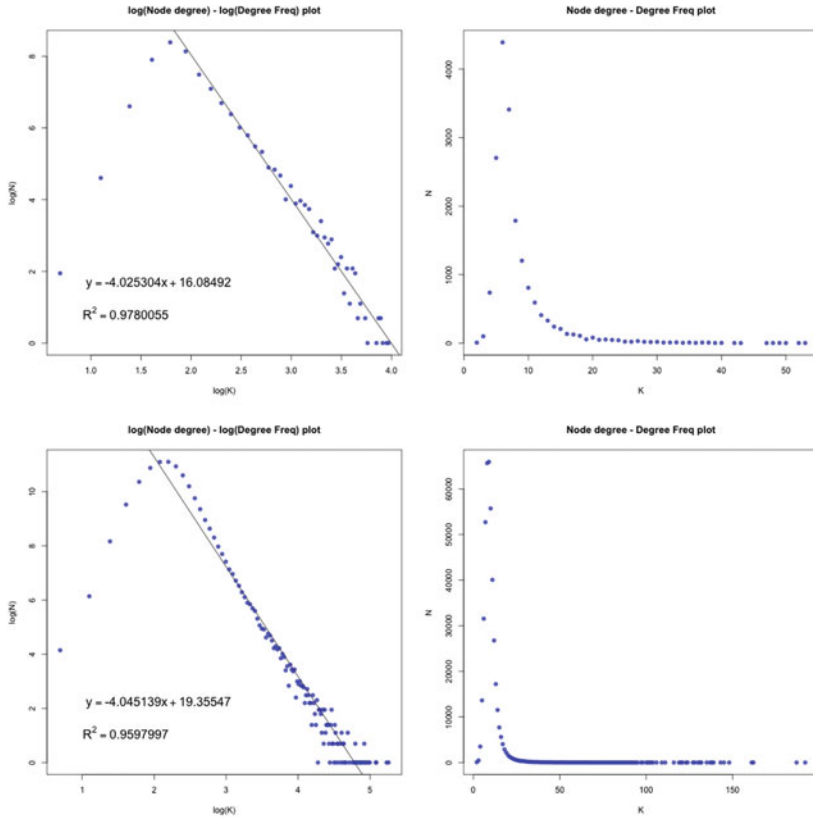 log(Node degree) - log(Degree Freq) plot
log(N)
8
6
4
2
0
y = -4.025304x + 16.08492
R² = 0.9780055
1.0 1.5 2.0 2.5 3.0 3.5 4.0
log(K)
Node degree - Degree Freq plot
N
4000
3000
2000
1000
0
0 10 20 30 40 50
K
log(Node degree) - log(Degree Freq) plot
log(N)
10
8
6
4
2
0
y = -4.045139x + 19.35547
R² = 0.9597997
1 2 3 4 5
log(K)
Node degree - Degree Freq plot
N
60000
50000
40000
30000
20000
10000
0
0 50 100 150
K